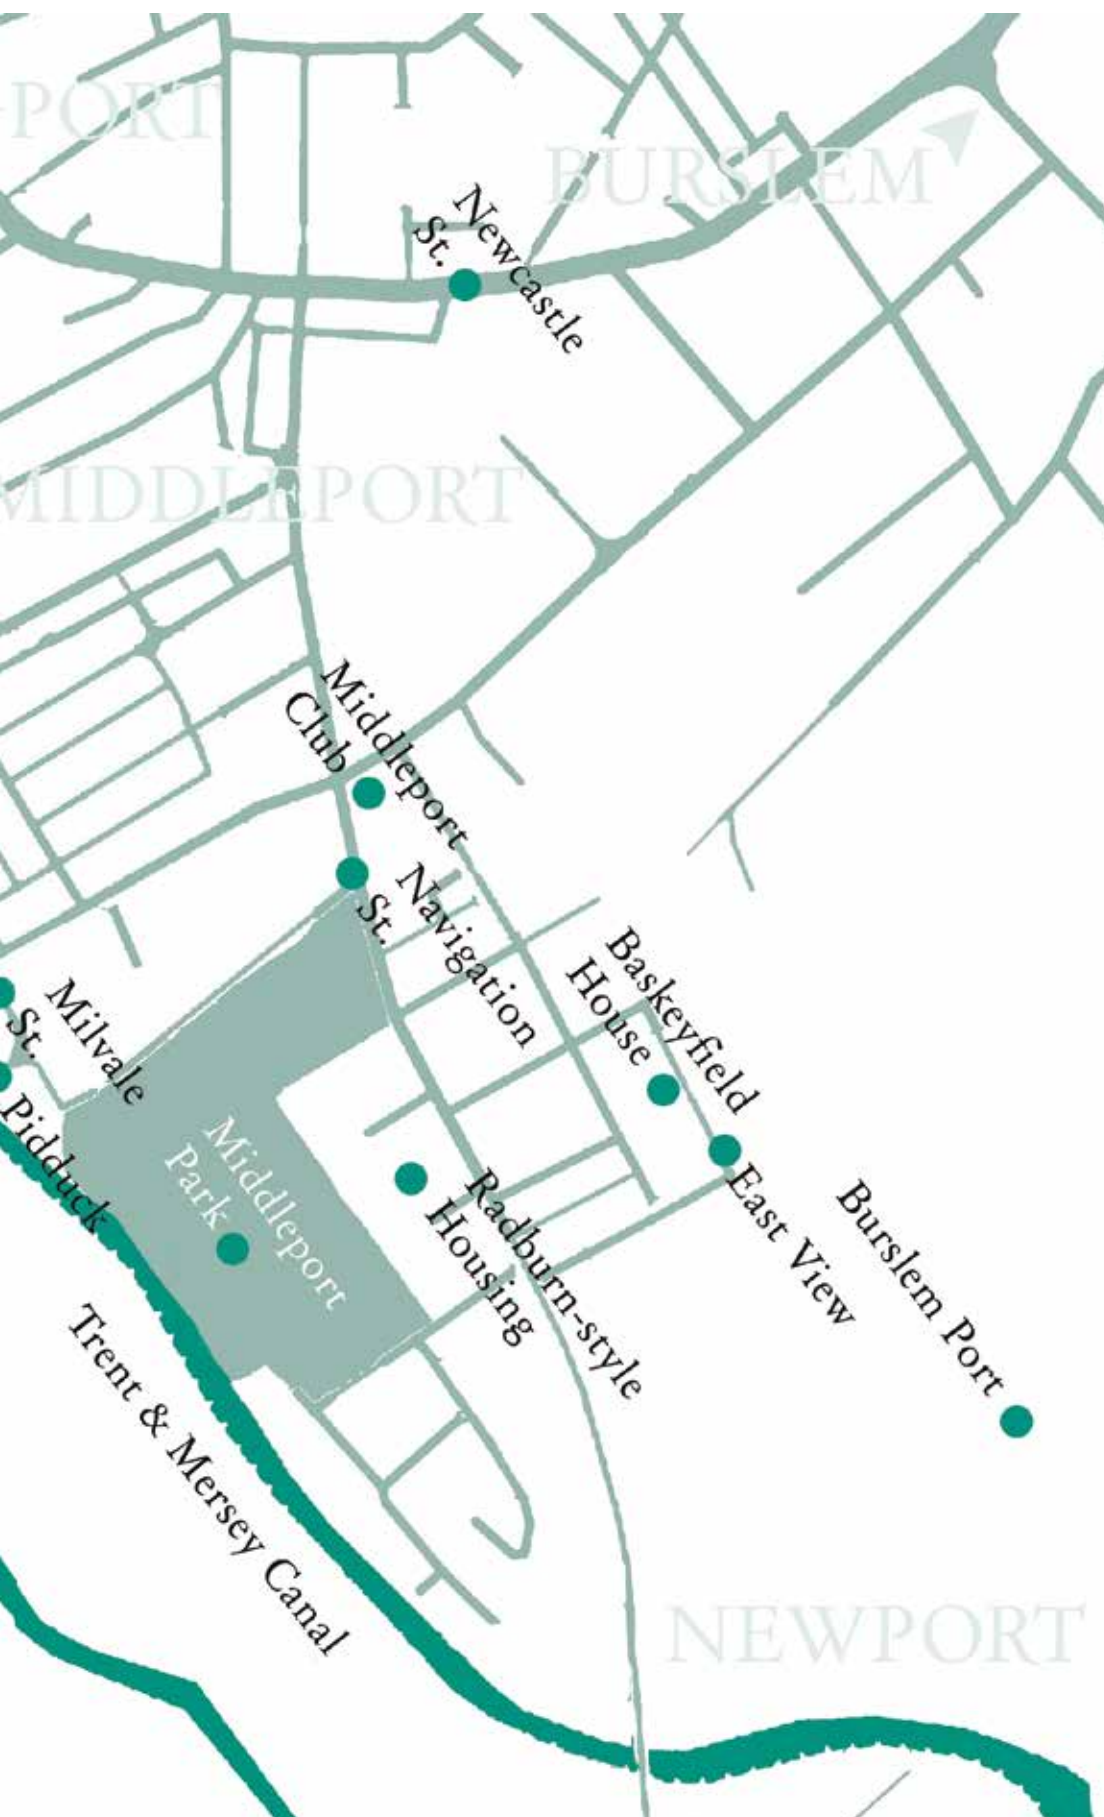 -PORT
BURSLEM
Newcastle
St.
MIDDLEPORT
Middleport
Club
Navigation
St.
Baskeyfield
House
Milvale
St.
Pidduck
Middleport
Park
Radburn-style
Housing
East View
Burslem Port
Trent & Mersey Canal
NEWPORT